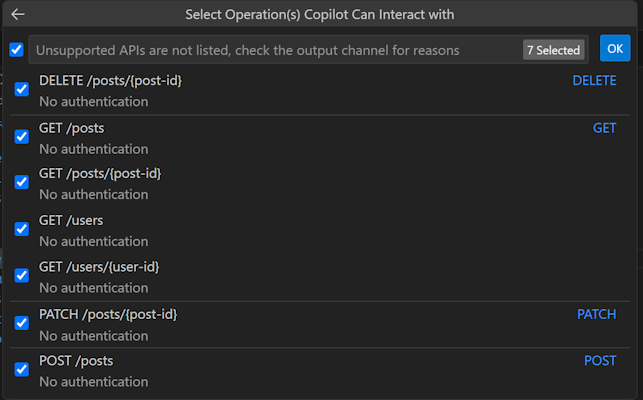 Select Operation(s) Copilot Can Interact with
Unsupported APIs are not listed, check the output channel for reasons 7 Selected OK
DELETE /posts/{post-id} DELETE
No authentication
GET /posts GET
No authentication
GET /posts/{post-id}
No authentication
GET /users
No authentication
GET /users/{user-id}
No authentication
PATCH /posts/{post-id} PATCH
No authentication
POST /posts POST
No authentication